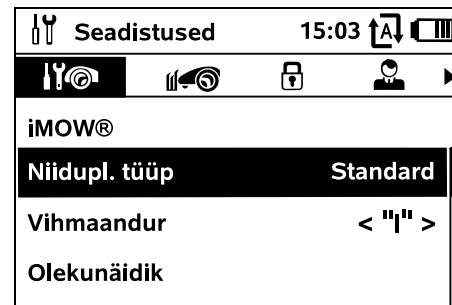 Seadistused 15:03 A
iMOW®
Niidupl. tüüp Standard
Vihmaandur < "I" >
Olekunäidik